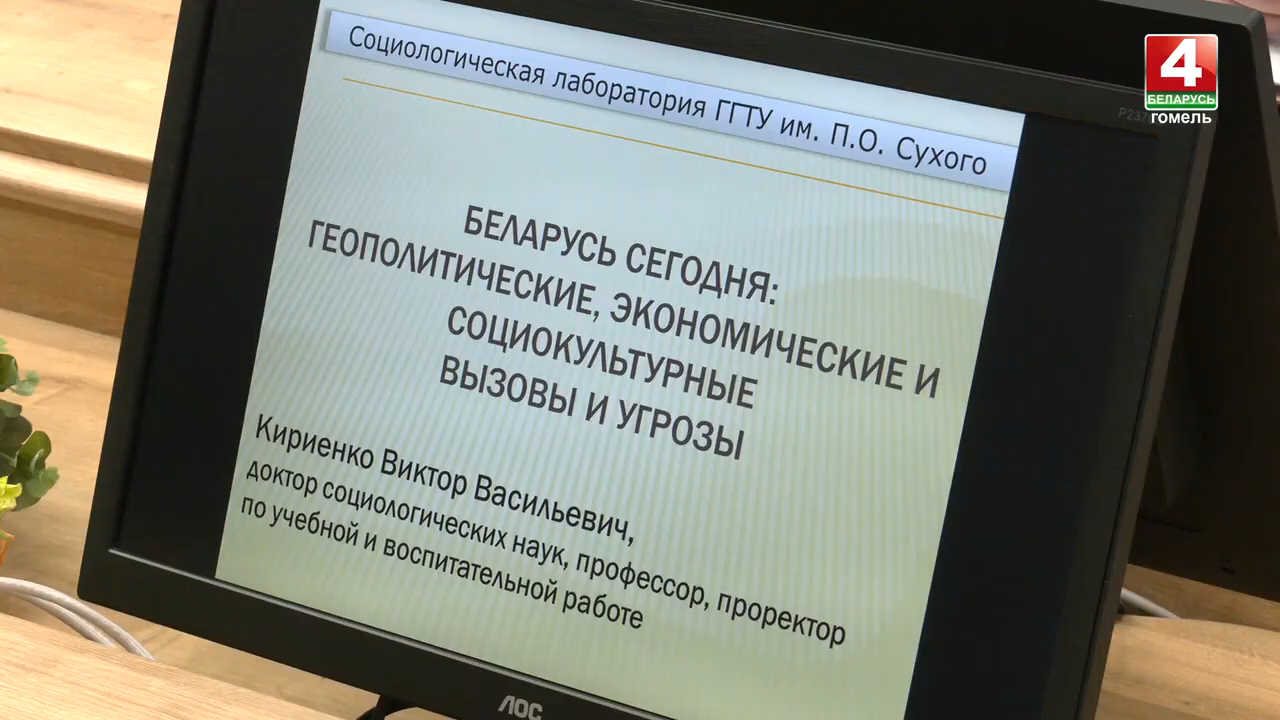 Социологическая лаборатория ГГТУ им. П.О. Сухого
БЕЛАРУСЬ СЕГОДНЯ:
ГЕОПОЛИТИЧЕСКИЕ, ЭКОНОМИЧЕСКИЕ И
СОЦИОКУЛЬТУРНЫЕ
ВЫЗОВЫ И УГРОЗЫ
Кириенко Виктор Васильевич,
доктор социологических наук, профессор, проректор
по учебной и воспитательной работе
AOC
4
БЕЛАРУСЬ
гомель